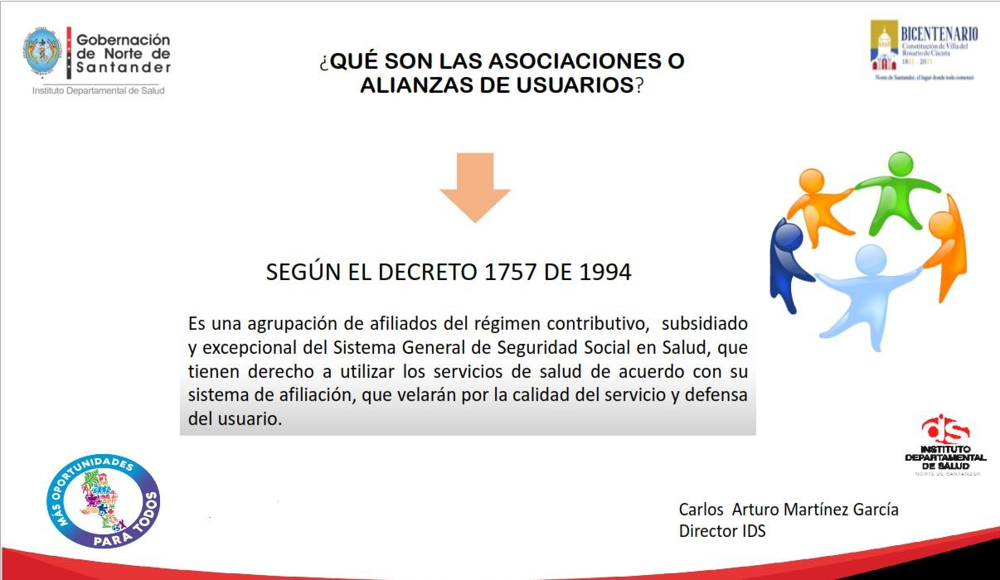 Gobernación
de Norte de
Santander
Instituto Departamental de Salud
BICENTENARIO
Constitución de Villa del
Rosario de Cúcuta
1821 - 2021
Norte de Santander, el lugar donde todo comenzó
¿QUÉ SON LAS ASOCIACIONES O
ALIANZAS DE USUARIOS?
SEGÚN EL DECRETO 1757 DE 1994
Es una agrupación de afiliados del régimen contributivo, subsidiado
y excepcional del Sistema General de Seguridad Social en Salud, que
tienen derecho a utilizar los servicios de salud de acuerdo con su
sistema de afiliación, que velarán por la calidad del servicio y defensa
del usuario.
ds
INSTITUTO
DEPARTAMENTAL
DE SALUD
NORTE DE SANTANDER
MÁS OPORTUNIDADES
PARA TODOS
Carlos Arturo Martínez García
Director IDS